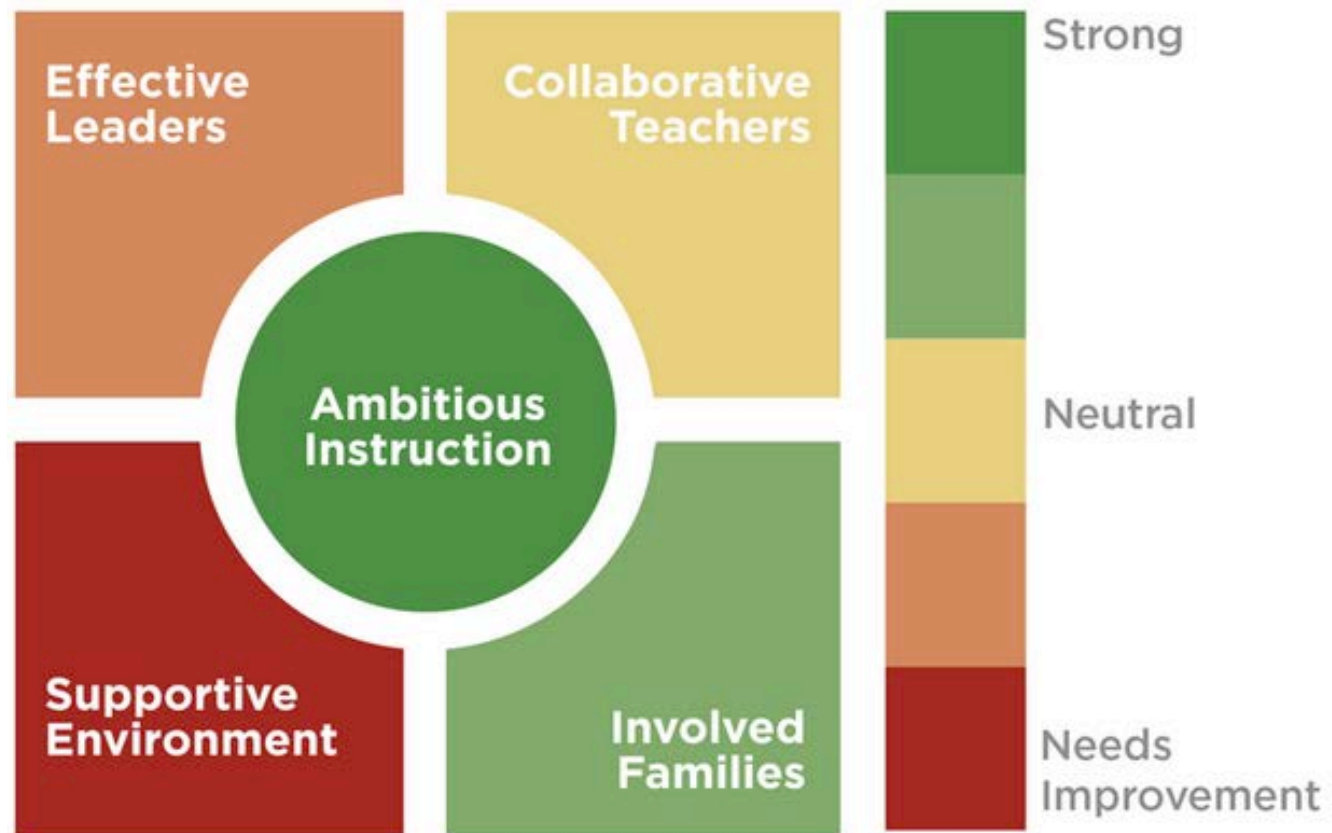 Effective
Leaders
Collaborative
Teachers
Ambitious
Instruction
Supportive
Environment
Involved
Families
Strong
Neutral
Needs
Improvement